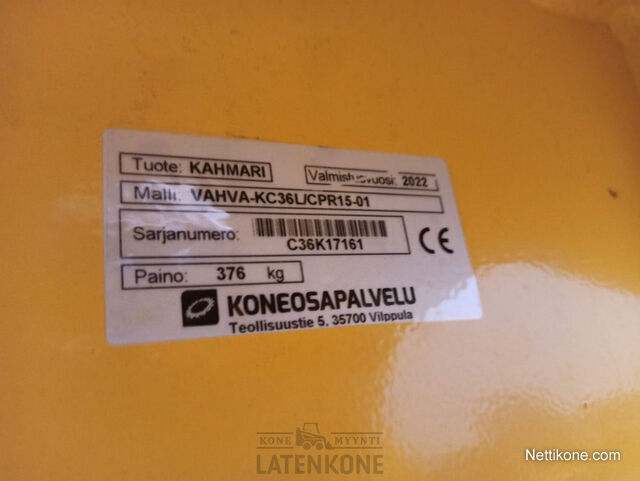 Tuote: KAHMARI
Valmistusvuosi: 2022
Malli: VAHVA-KC36L/CPR15-01
Sarjanumero:
C36K17161
CE
Paino: 376 kg
KONEOSAPALVELU
Teollisuustie 5, 35700 Vilppula
KONE MYYNTI
LATENKONE
Nettikone.com